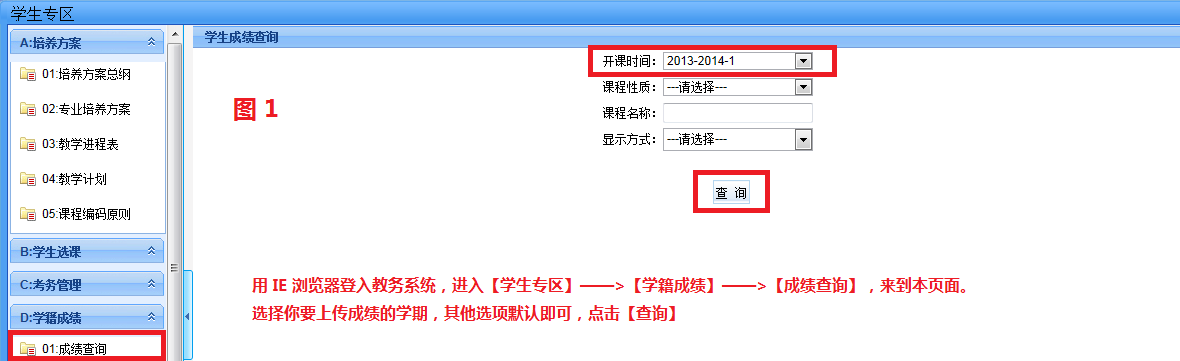 学生专区
A:培养方案
01:培养方案总纲
02:专业培养方案
03:教学进程表
04:教学计划
05:课程编码原则
B:学生选课
C:考务管理
D:学籍成绩
01:成绩查询
学生成绩查询
开课时间: 2013-2014-1
课程性质: ---请选择---
课程名称:
显示方式: ---请选择---
图 1
查 询
用 IE 浏览器登入教务系统，进入【学生专区】——>【学籍成绩】——>【成绩查询】，来到本页面。
选择你要上传成绩的学期，其他选项默认即可，点击【查询】